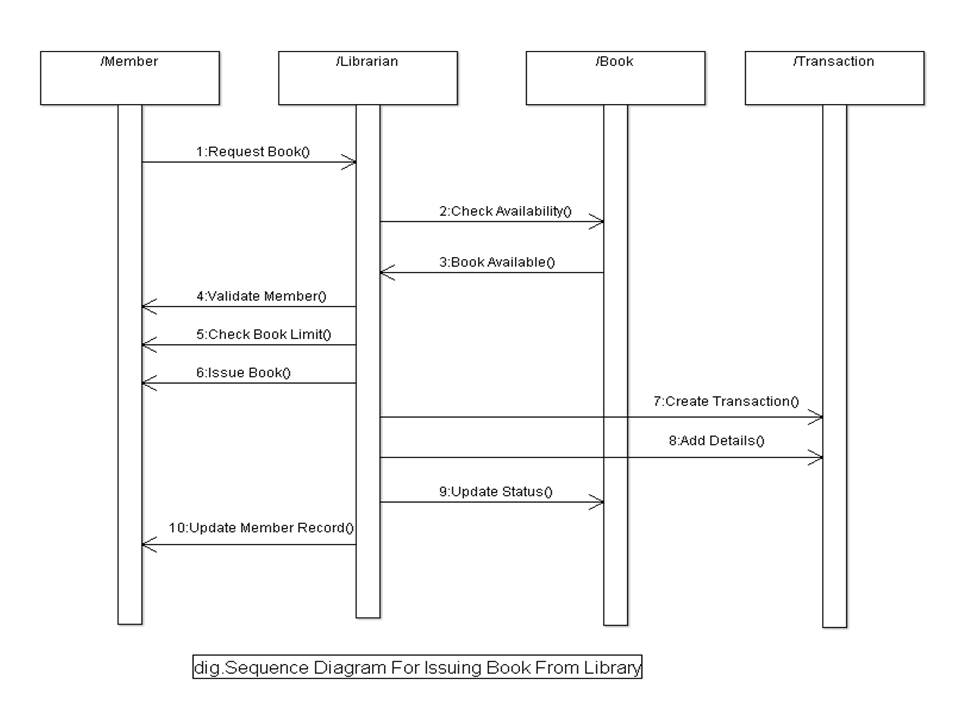 /Member
/Librarian
/Book
/Transaction
1:Request Book()
2:Check Availability()
3:Book Available()
4:Validate Member()
5:Check Book Limit()
6:Issue Book()
7:Create Transaction()
8:Add Details()
9:Update Status()
10:Update Member Record()
dig.Sequence Diagram For Issuing Book From Library